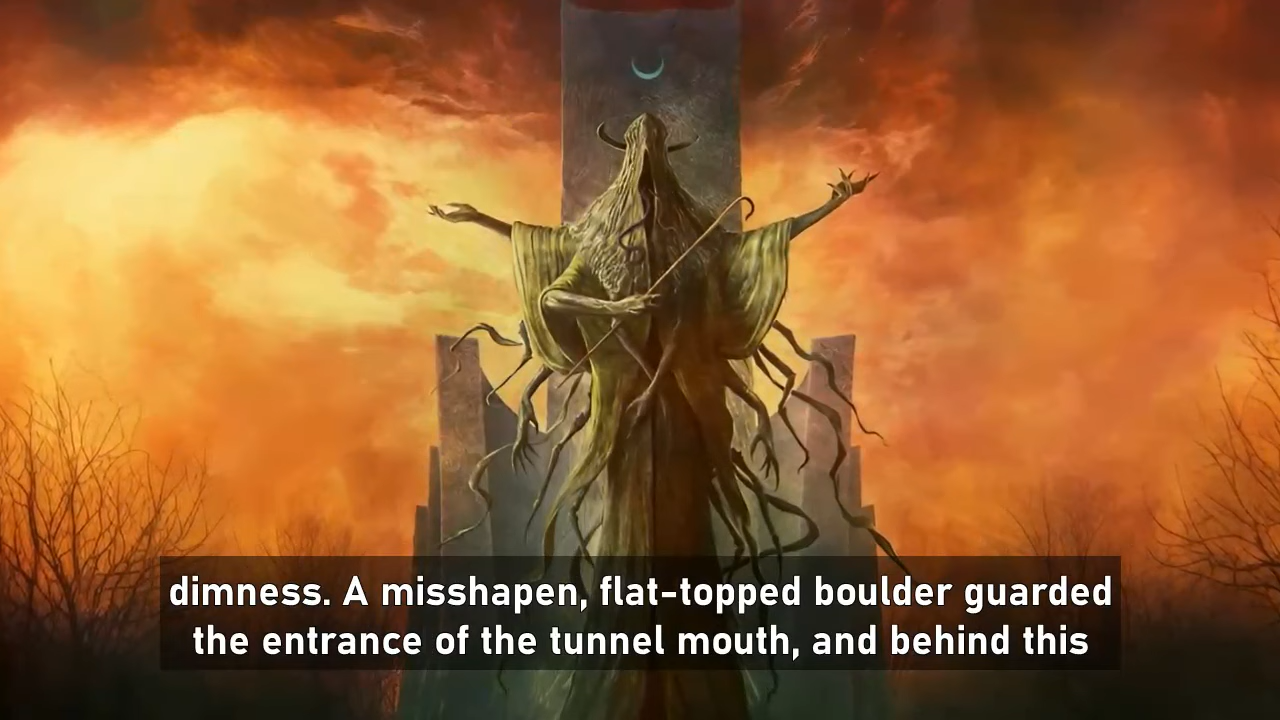 dimness. A misshapen, flat-topped boulder guarded
the entrance of the tunnel mouth, and behind this